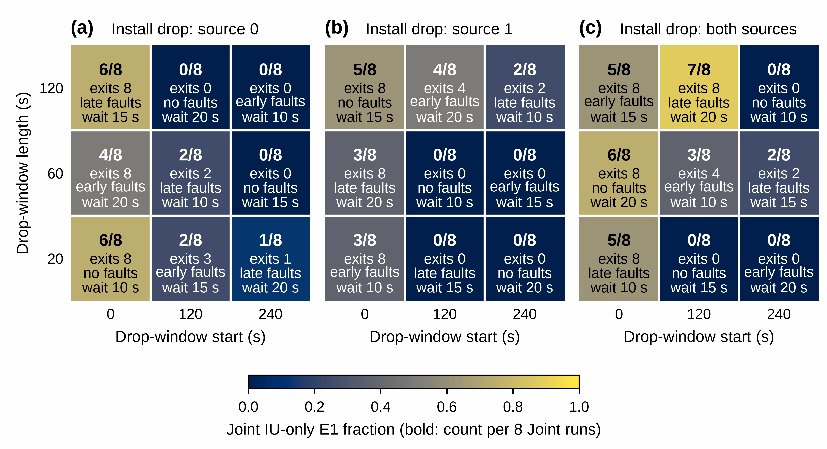 (a) Install drop: source 0
(b) Install drop: source 1
(c) Install drop: both sources
Drop-window length (s)
120
60
20
6/8
exits 8
late faults
wait 15 s
0/8
exits 0
no faults
wait 20 s
0/8
exits 0
early faults
wait 10 s
4/8
exits 8
early faults
wait 20 s
2/8
exits 2
late faults
wait 10 s
0/8
exits 0
no faults
wait 15 s
6/8
exits 8
no faults
wait 10 s
2/8
exits 3
early faults
wait 15 s
1/8
exits 1
late faults
wait 20 s
0
120
240
Drop-window start (s)
5/8
exits 8
no faults
wait 15 s
4/8
exits 4
early faults
wait 20 s
2/8
exits 2
late faults
wait 10 s
3/8
exits 8
late faults
wait 20 s
0/8
exits 0
no faults
wait 10 s
0/8
exits 0
early faults
wait 15 s
3/8
exits 8
early faults
wait 10 s
0/8
exits 0
late faults
wait 15 s
0/8
exits 0
no faults
wait 20 s
0
120
240
Drop-window start (s)
5/8
exits 8
early faults
wait 15 s
7/8
exits 8
late faults
wait 20 s
0/8
exits 0
no faults
wait 10 s
6/8
exits 8
no faults
wait 20 s
3/8
exits 4
early faults
wait 10 s
2/8
exits 2
late faults
wait 15 s
5/8
exits 8
late faults
wait 10 s
0/8
exits 0
no faults
wait 15 s
0/8
exits 0
early faults
wait 20 s
0
120
240
Drop-window start (s)
0.0
0.2
0.4
0.6
0.8
1.0
Joint IU-only E1 fraction (bold: count per 8 Joint runs)